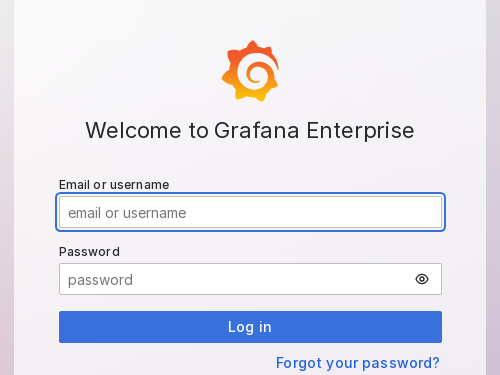 Welcome to Grafana Enterprise
Email or username
email or username
Password
password
Log in
Forgot your password?